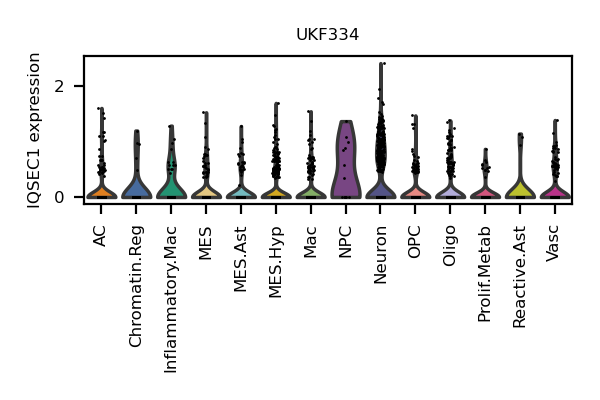 UKF334
IQSEC1 expression
2
0
AC
Chromatin.Reg
Inflammatory.Mac
MES
MES.Ast
MES.Hyp
Mac
NPC
Neuron
OPC
Oligo
Prolif.Metab
Reactive.Ast
Vasc